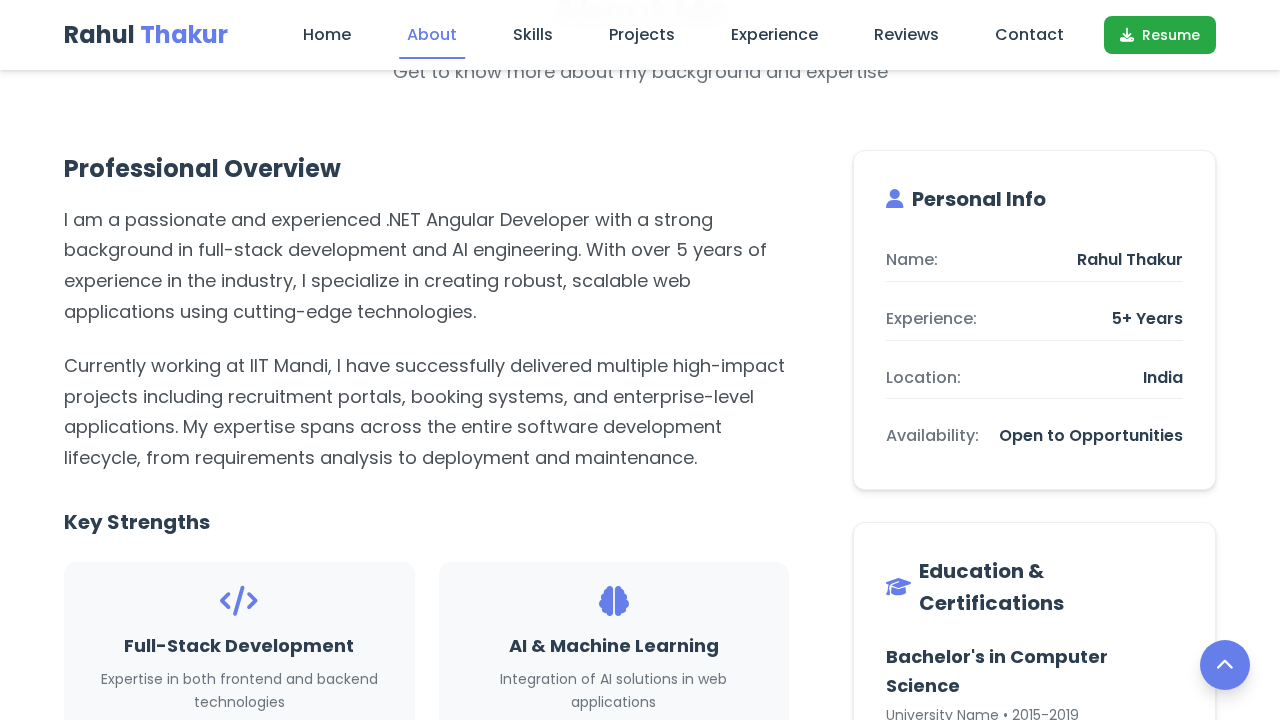 Rahul Thakur
Home
About
Skills
Projects
Experience
Reviews
Contact
Resume
Get to know more about my background and expertise
Professional Overview
I am a passionate and experienced .NET Angular Developer with a strong
background in full-stack development and AI engineering. With over 5 years of
experience in the industry, I specialize in creating robust, scalable web
applications using cutting-edge technologies.
Currently working at IIT Mandi, I have successfully delivered multiple high-impact
projects including recruitment portals, booking systems, and enterprise-level
applications. My expertise spans across the entire software development
lifecycle, from requirements analysis to deployment and maintenance.
Key Strengths
Full-Stack Development
Expertise in both frontend and backend
technologies
AI & Machine Learning
Integration of AI solutions in web
applications
Personal Info
Name: Rahul Thakur
Experience: 5+ Years
Location: India
Availability: Open to Opportunities
Education &
Certifications
Bachelor's in Computer
Science
University Name • 2015-2019